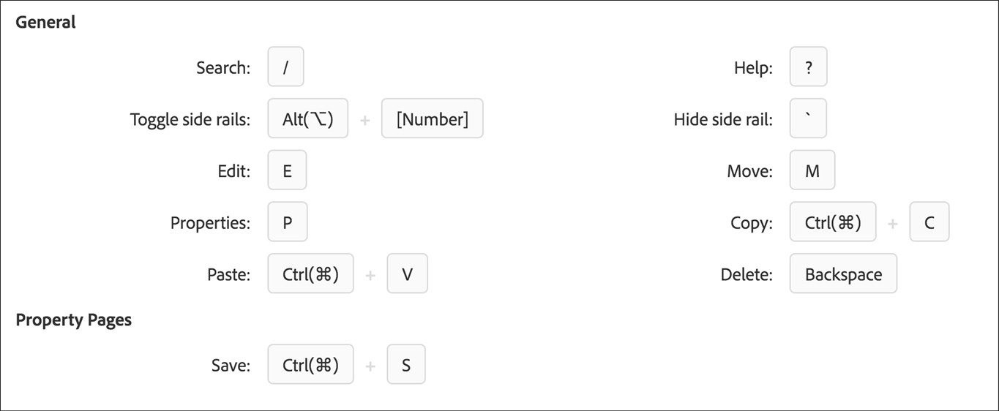 General
Search: / Help: ?
Toggle side rails: Alt(⌥) + [Number] Hide side rail: `
Edit: E Move: M
Properties: P Copy: Ctrl(⌘) + C
Paste: Ctrl(⌘) + V Delete: Backspace
Property Pages
Save: Ctrl(⌘) + S